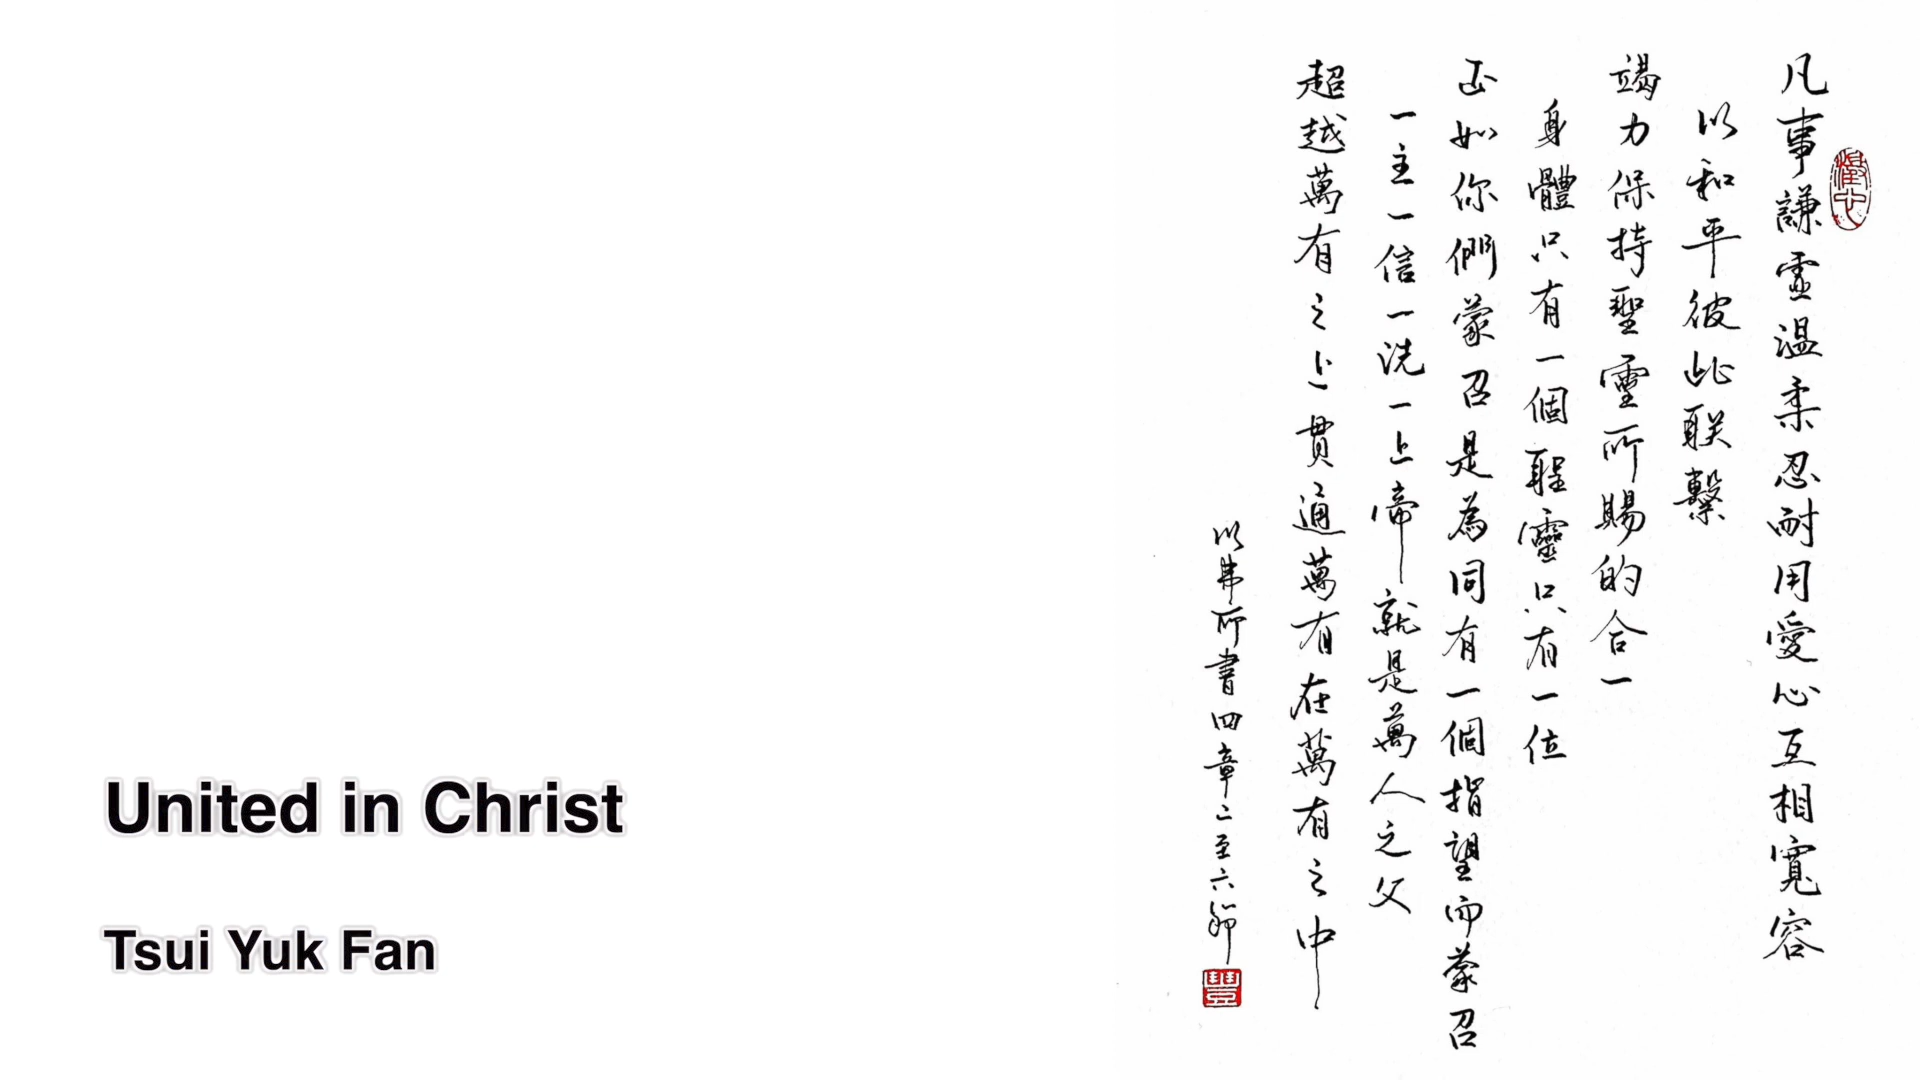 United in Christ
Tsui Yuk Fan
凡事謙虛温柔忍耐用愛心互相寬容
以和平彼此联繫
竭力保持聖靈所賜的合一
身體只有一個聖靈只有一位
正如你們蒙召是為同有一個指望而蒙召
一主一信一洗一上帝就是萬人之父
超越萬有之上貫通萬有在萬有之中
以弗所書四章二至六節
豐